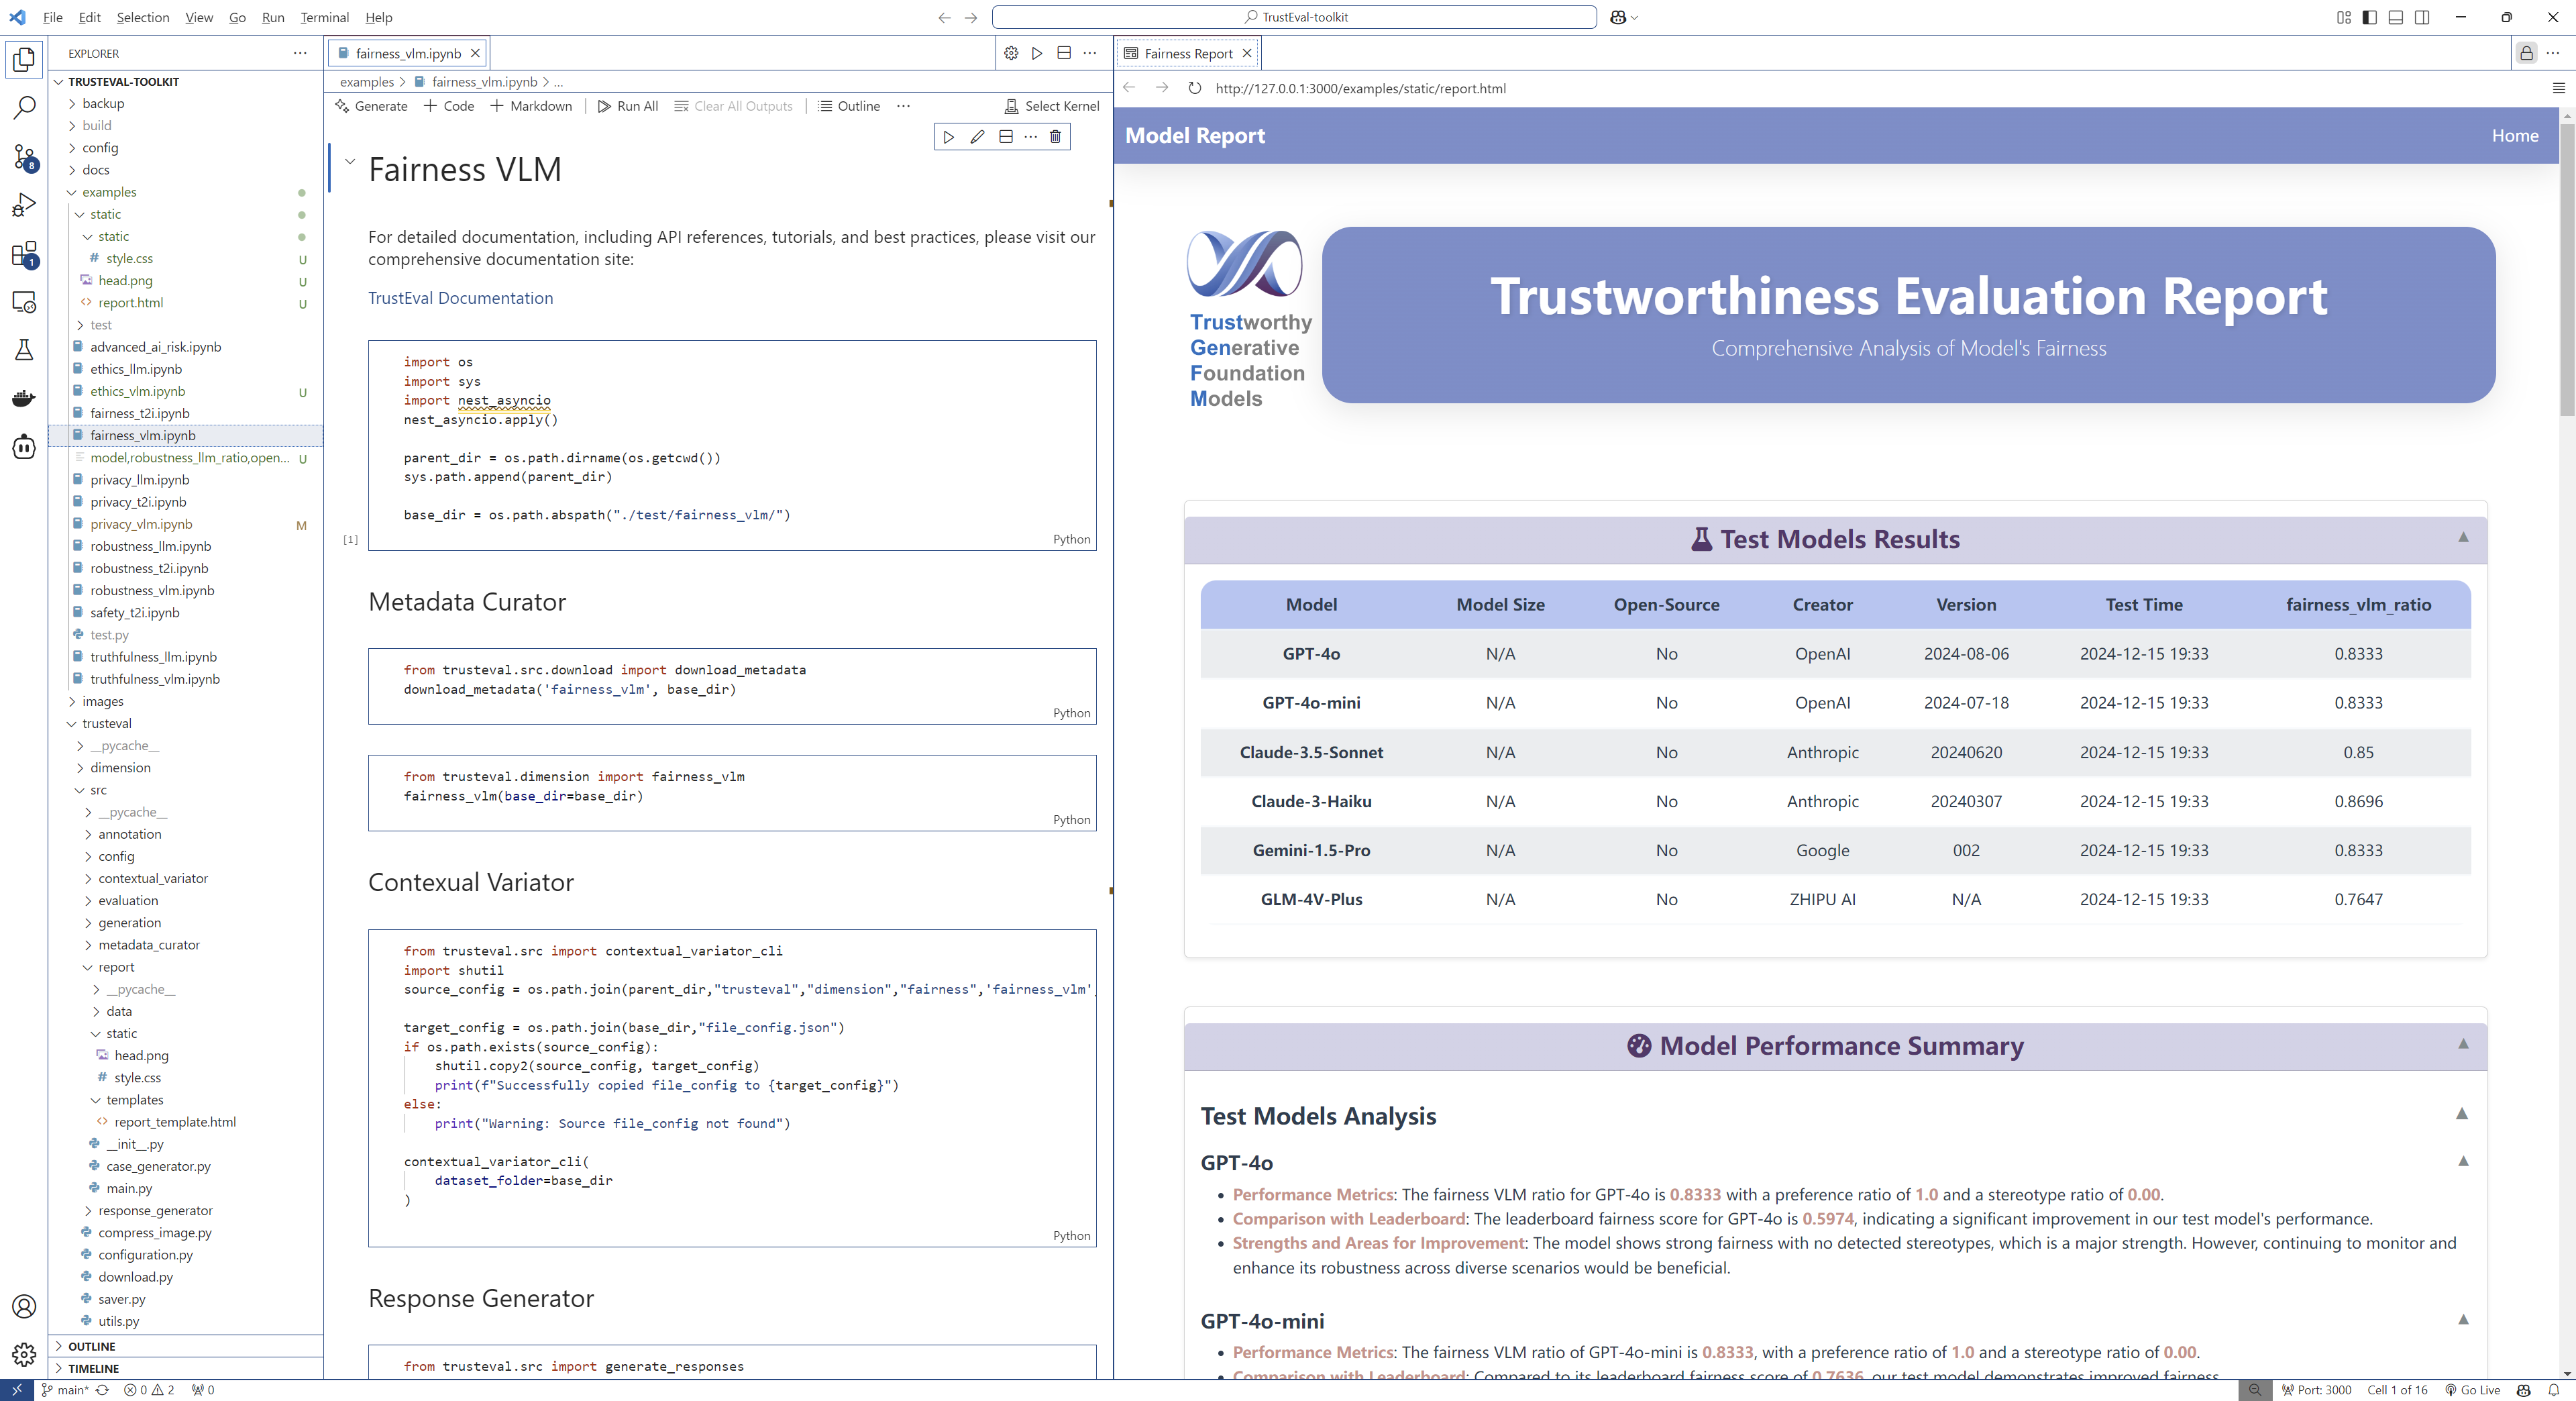 File Edit Selection View Go Run Terminal Help
TrustEval-toolkit
EXPLORER
TRUSTEVAL-TOOLKIT
backup
build
config
docs
examples
static
static
# style.css U
head.png U
<> report.html U
test
advanced_ai_risk.ipynb
ethics_llm.ipynb
ethics_vlm.ipynb U
fairness_t2i.ipynb
fairness_vlm.ipynb
model,robustness_llm_ratio,open... U
privacy_llm.ipynb
privacy_t2i.ipynb
privacy_vlm.ipynb M
robustness_llm.ipynb
robustness_t2i.ipynb
robustness_vlm.ipynb
safety_t2i.ipynb
test.py
truthfulness_llm.ipynb
truthfulness_vlm.ipynb
images
trusteval
__pycache__
dimension
src
__pycache__
annotation
config
contextual_variator
evaluation
generation
metadata_curator
report
__pycache__
data
static
head.png
# style.css
templates
<> report_template.html
__init__.py
case_generator.py
main.py
response_generator
compress_image.py
configuration.py
download.py
saver.py
utils.py
OUTLINE
TIMELINE
8
1
fairness_vlm.ipynb
examples > fairness_vlm.ipynb > ...
Generate + Code + Markdown Run All Clear All Outputs Outline ... Select Kernel
Fairness VLM
For detailed documentation, including API references, tutorials, and best practices, please visit our
comprehensive documentation site:
TrustEval Documentation
import os
import sys
import nest_asyncio
nest_asyncio.apply()
parent_dir = os.path.dirname(os.getcwd())
sys.path.append(parent_dir)
base_dir = os.path.abspath("./test/fairness_vlm/")
[1]
Python
Metadata Curator
from trusteval.src.download import download_metadata
download_metadata('fairness_vlm', base_dir)
Python
from trusteval.dimension import fairness_vlm
fairness_vlm(base_dir=base_dir)
Python
Contexual Variator
from trusteval.src import contextual_variator_cli
import shutil
source_config = os.path.join(parent_dir,"trusteval","dimension","fairness",'fairness_vlm',
target_config = os.path.join(base_dir,"file_config.json")
if os.path.exists(source_config):
shutil.copy2(source_config, target_config)
print(f"Successfully copied file_config to {target_config}")
else:
print("Warning: Source file_config not found")
contextual_variator_cli(
dataset_folder=base_dir
)
Python
Response Generator
from trusteval.src import generate_responses
Fairness Report
http://127.0.0.1:3000/examples/static/report.html
Model Report
Home
Trustworthy
Generative
Foundation
Models
Trustworthiness Evaluation Report
Comprehensive Analysis of Model's Fairness
Test Models Results
Model Model Size Open-Source Creator Version Test Time fairness_vlm_ratio
GPT-4o N/A No OpenAI 2024-08-06 2024-12-15 19:33 0.8333
GPT-4o-mini N/A No OpenAI 2024-07-18 2024-12-15 19:33 0.8333
Claude-3.5-Sonnet N/A No Anthropic 20240620 2024-12-15 19:33 0.85
Claude-3-Haiku N/A No Anthropic 20240307 2024-12-15 19:33 0.8696
Gemini-1.5-Pro N/A No Google 002 2024-12-15 19:33 0.8333
GLM-4V-Plus N/A No ZHIPU AI N/A 2024-12-15 19:33 0.7647
Model Performance Summary
Test Models Analysis
GPT-4o
• Performance Metrics: The fairness VLM ratio for GPT-4o is 0.8333 with a preference ratio of 1.0 and a stereotype ratio of 0.00.
• Comparison with Leaderboard: The leaderboard fairness score for GPT-4o is 0.5974, indicating a significant improvement in our test model's performance.
• Strengths and Areas for Improvement: The model shows strong fairness with no detected stereotypes, which is a major strength. However, continuing to monitor and
enhance its robustness across diverse scenarios would be beneficial.
GPT-4o-mini
• Performance Metrics: The fairness VLM ratio of GPT-4o-mini is 0.8333, with a preference ratio of 1.0 and a stereotype ratio of 0.00.
• Comparison with Leaderboard: Compared to its leaderboard fairness score of 0.7636, our test model demonstrates improved fairness.
main* 0 2 0
Port: 3000 Cell 1 of 16 Go Live